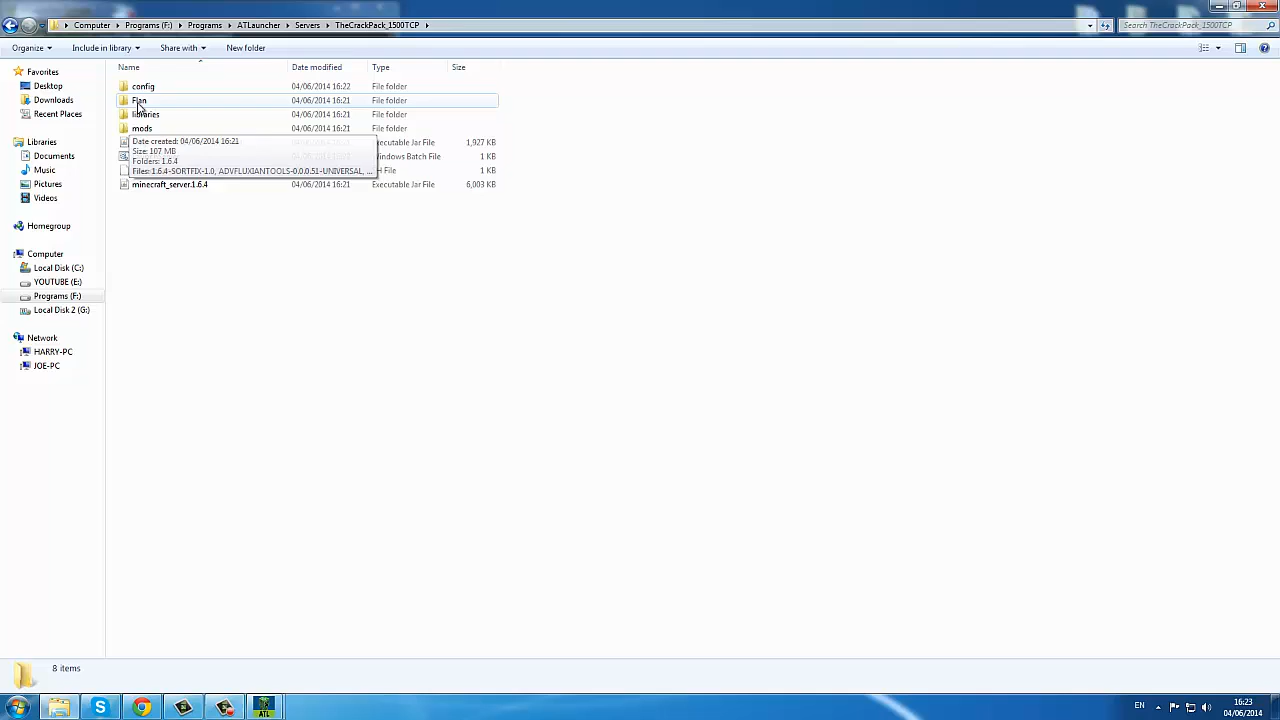 Computer ▸ Programs (F:) ▸ Programs ▸ ATLauncher ▸ Servers ▸ TheCrackPack_1500TCP ▸
Search TheCrackPack_1500TCP
Organize Include in library Share with New folder
Name Date modified Type Size
Favorites
Desktop
Downloads
Recent Places
Libraries
Documents
Music
Pictures
Videos
Homegroup
Computer
Local Disk (C:)
YOUTUBE (E:)
Programs (F:)
Local Disk 2 (G:)
Network
HARRY-PC
JOE-PC
config 04/06/2014 16:22 File folder
Flan 04/06/2014 16:21 File folder
libraries 04/06/2014 16:21 File folder
mods 04/06/2014 16:21 File folder
Executable Jar File 1,927 KB
Windows Batch File 1 KB
H File 1 KB
minecraft_server.1.6.4 04/06/2014 16:21 Executable Jar File 6,003 KB
Date created: 04/06/2014 16:21
Size: 107 MB
Folders: 1.6.4
Files: 1.6.4-SORTFIX-1.0, ADVFLUXIANTOOLS-0.0.0.51-UNIVERSAL, ...
8 items
ATL
EN
16:23
04/06/2014